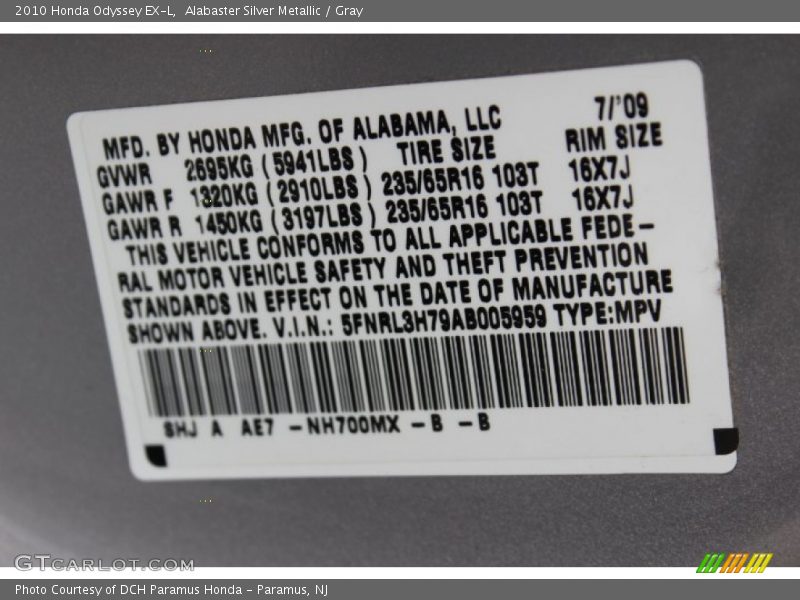 2010 Honda Odyssey EX-L, Alabaster Silver Metallic / Gray
MFD. BY HONDA MFG. OF ALABAMA, LLC 7/'09
GVWR 2695KG (5941LBS) TIRE SIZE RIM SIZE
GAWR F 1320KG (2910LBS) 235/65R16 103T 16X7J
GAWR R 1450KG (3197LBS) 235/65R16 103T 16X7J
THIS VEHICLE CONFORMS TO ALL APPLICABLE FEDE-
RAL MOTOR VEHICLE SAFETY AND THEFT PREVENTION
STANDARDS IN EFFECT ON THE DATE OF MANUFACTURE
SHOWN ABOVE. V.I.N.: 5FNRL3H79AB005959 TYPE:MPV
SHJ A AE7 -NH700MX -B -B
GTCARLOT.COM
Photo Courtesy of DCH Paramus Honda - Paramus, NJ